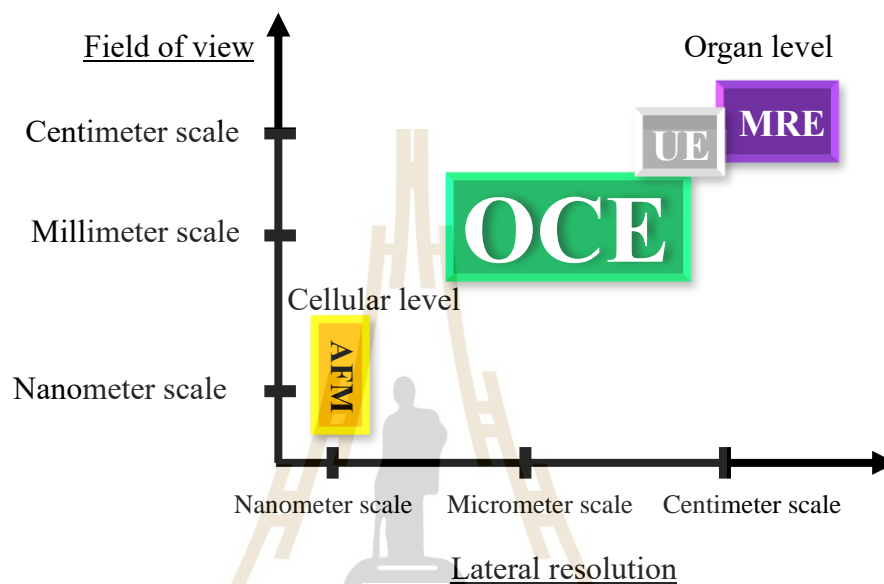 Field of view
Organ level
Centimeter scale
UE
MRE
Millimeter scale
OCE
Cellular level
AFM
Nanometer scale
Nanometer scale
Micrometer scale
Centimeter scale
Lateral resolution